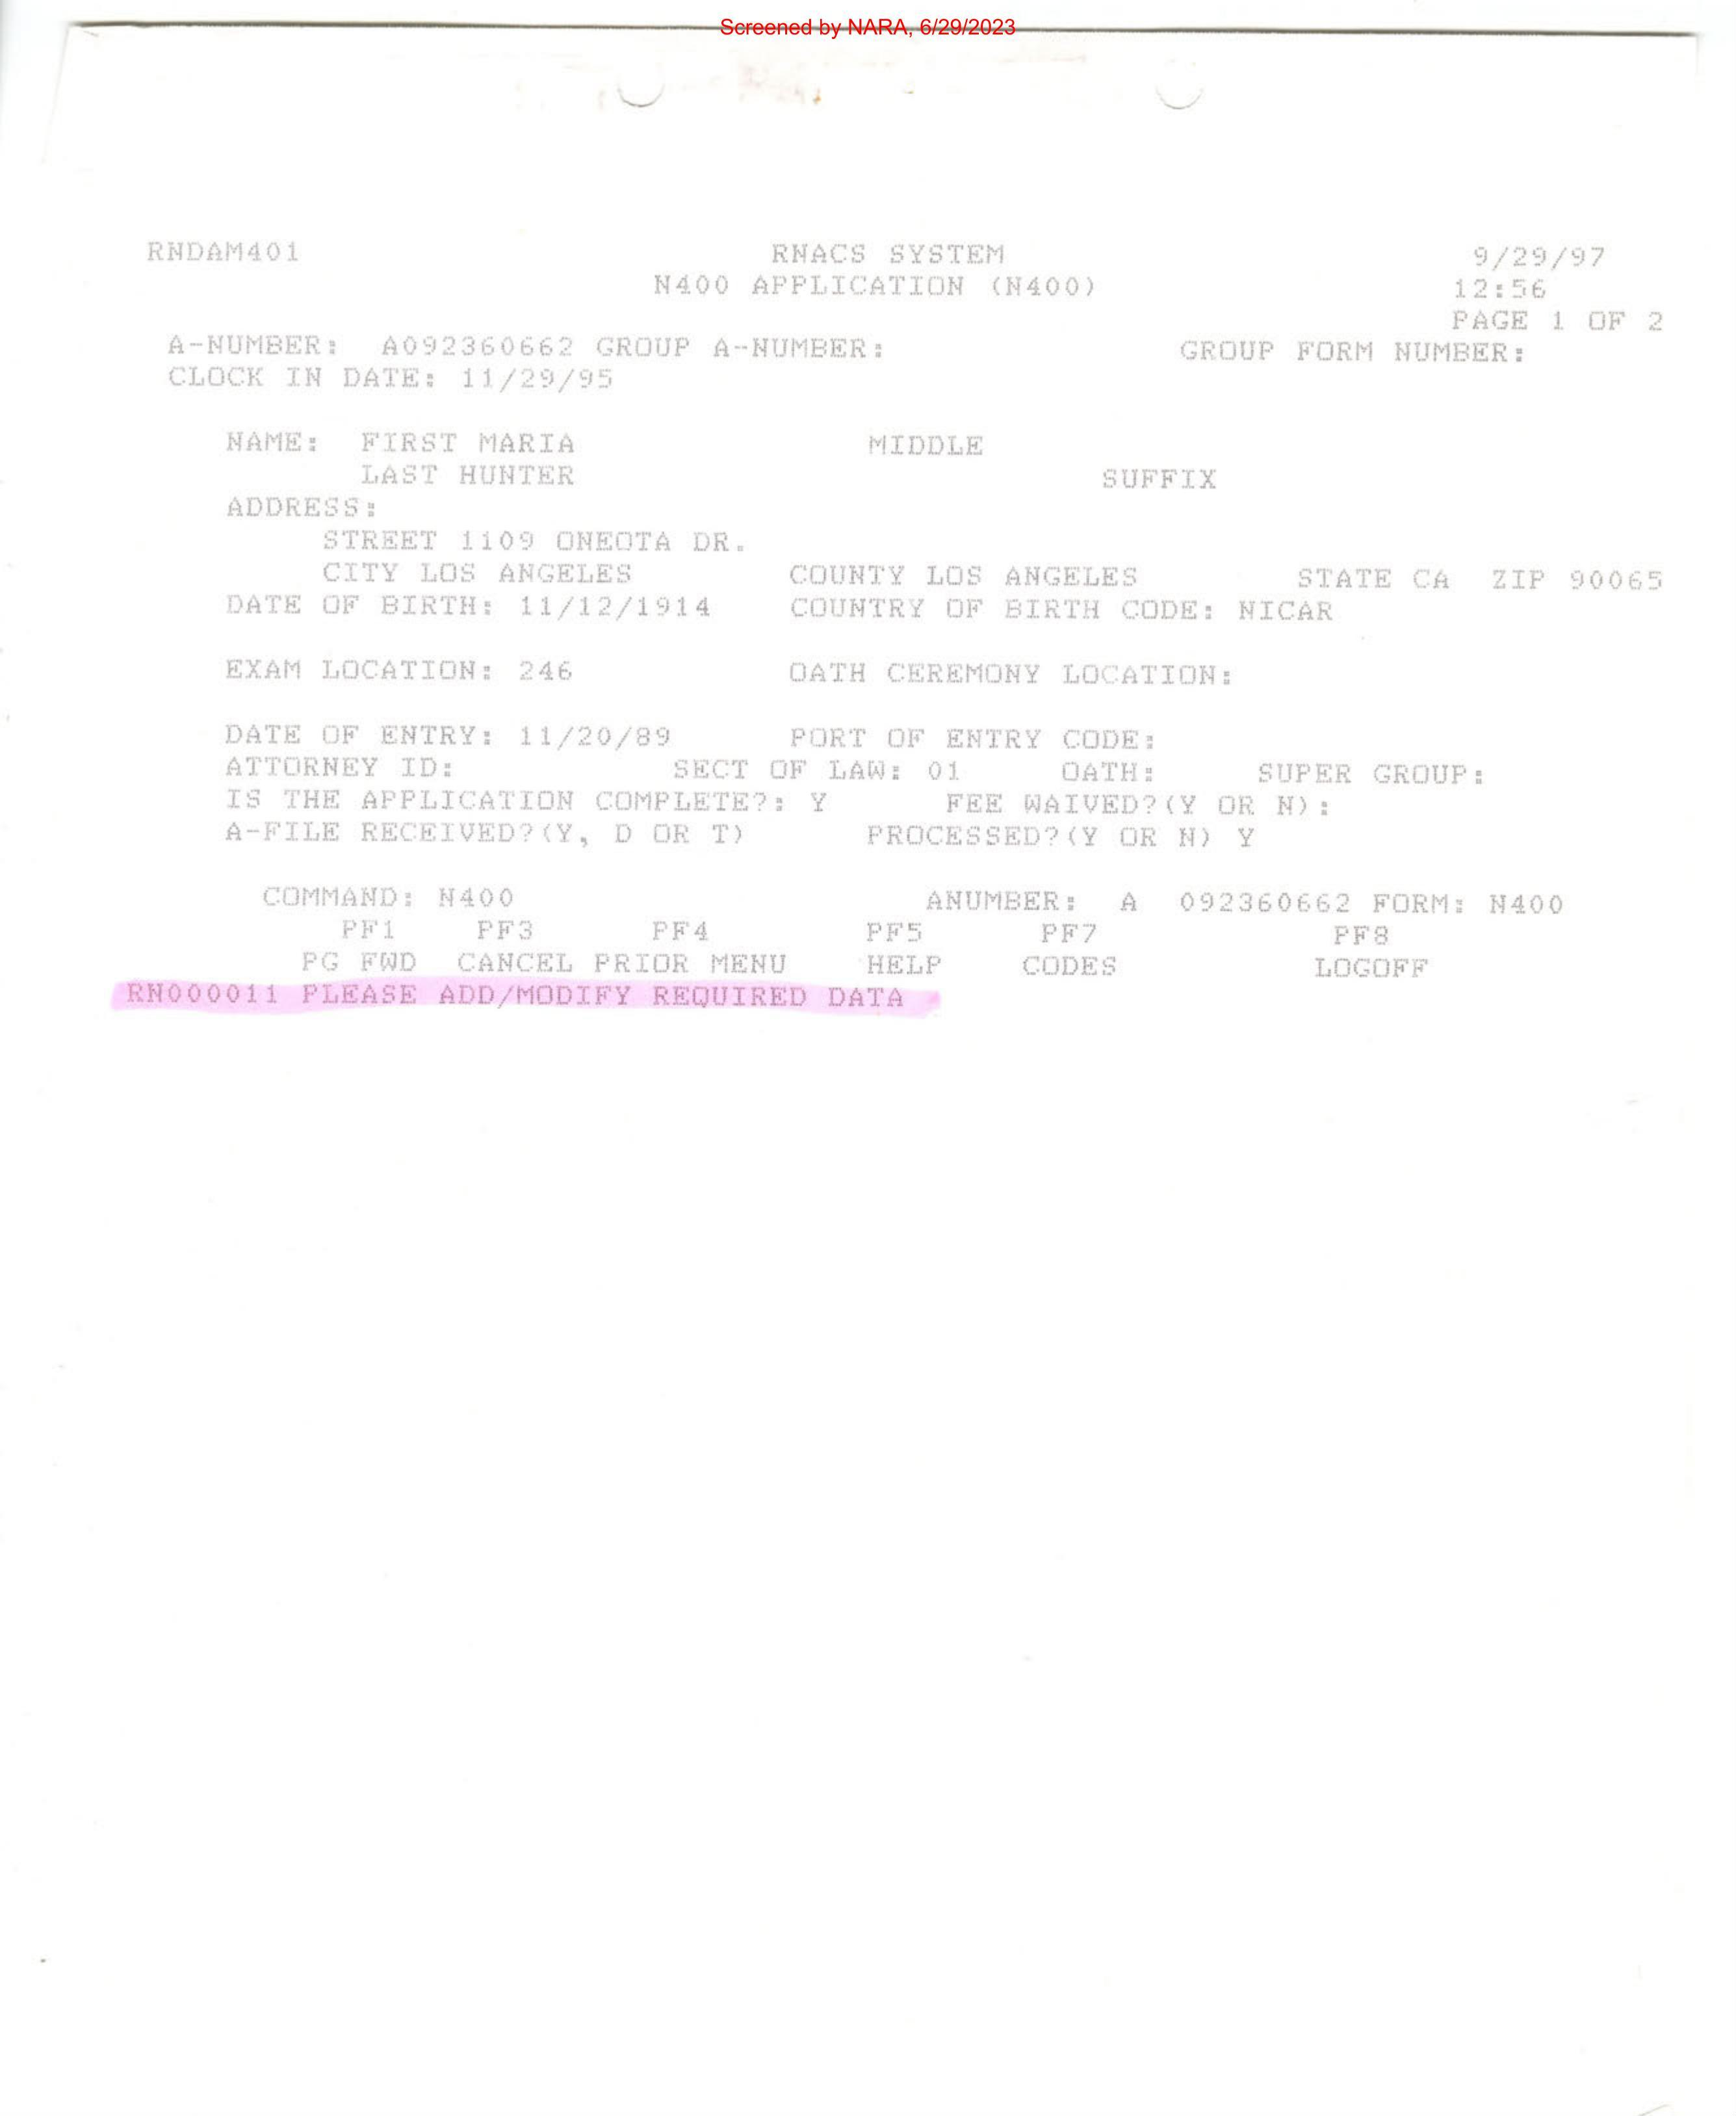 Screened by NARA, 6/29/2023
RNDAM401 RNACS SYSTEM 9/29/97
N400 APPLICATION (N400) 12:56
PAGE 1 OF 2
A-NUMBER: A092360662 GROUP A-NUMBER: GROUP FORM NUMBER:
CLOCK IN DATE: 11/29/95
NAME: FIRST MARIA MIDDLE
LAST HUNTER SUFFIX
ADDRESS:
STREET 1109 ONEOTA DR.
CITY LOS ANGELES COUNTY LOS ANGELES STATE CA ZIP 90065
DATE OF BIRTH: 11/12/1914 COUNTRY OF BIRTH CODE: NICAR
EXAM LOCATION: 246 OATH CEREMONY LOCATION:
DATE OF ENTRY: 11/20/89 PORT OF ENTRY CODE:
ATTORNEY ID: SECT OF LAW: 01 OATH: SUPER GROUP:
IS THE APPLICATION COMPLETE?: Y FEE WAIVED?(Y OR N):
A-FILE RECEIVED?(Y, D OR T) PROCESSED?(Y OR N) Y
COMMAND: N400 ANUMBER: A 092360662 FORM: N400
PF1 PF3 PF4 PF5 PF7 PF8
PG FWD CANCEL PRIOR MENU HELP CODES LOGOFF
RN000011 PLEASE ADD/MODIFY REQUIRED DATA